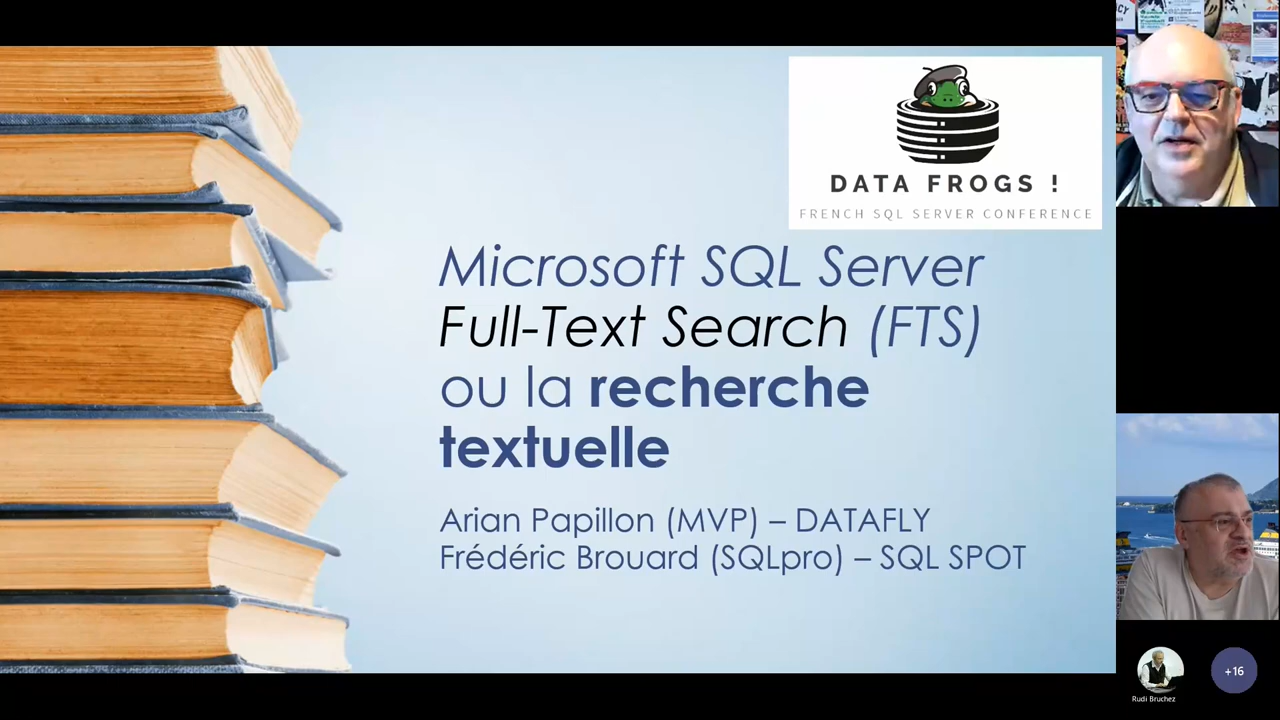 DATA FROGS !
FRENCH SQL SERVER CONFERENCE
Microsoft SQL Server
Full-Text Search (FTS)
ou la recherche
textuelle
Arian Papillon (MVP) – DATAFLY
Frédéric Brouard (SQLpro) – SQL SPOT
Rudi Bruchez
+16